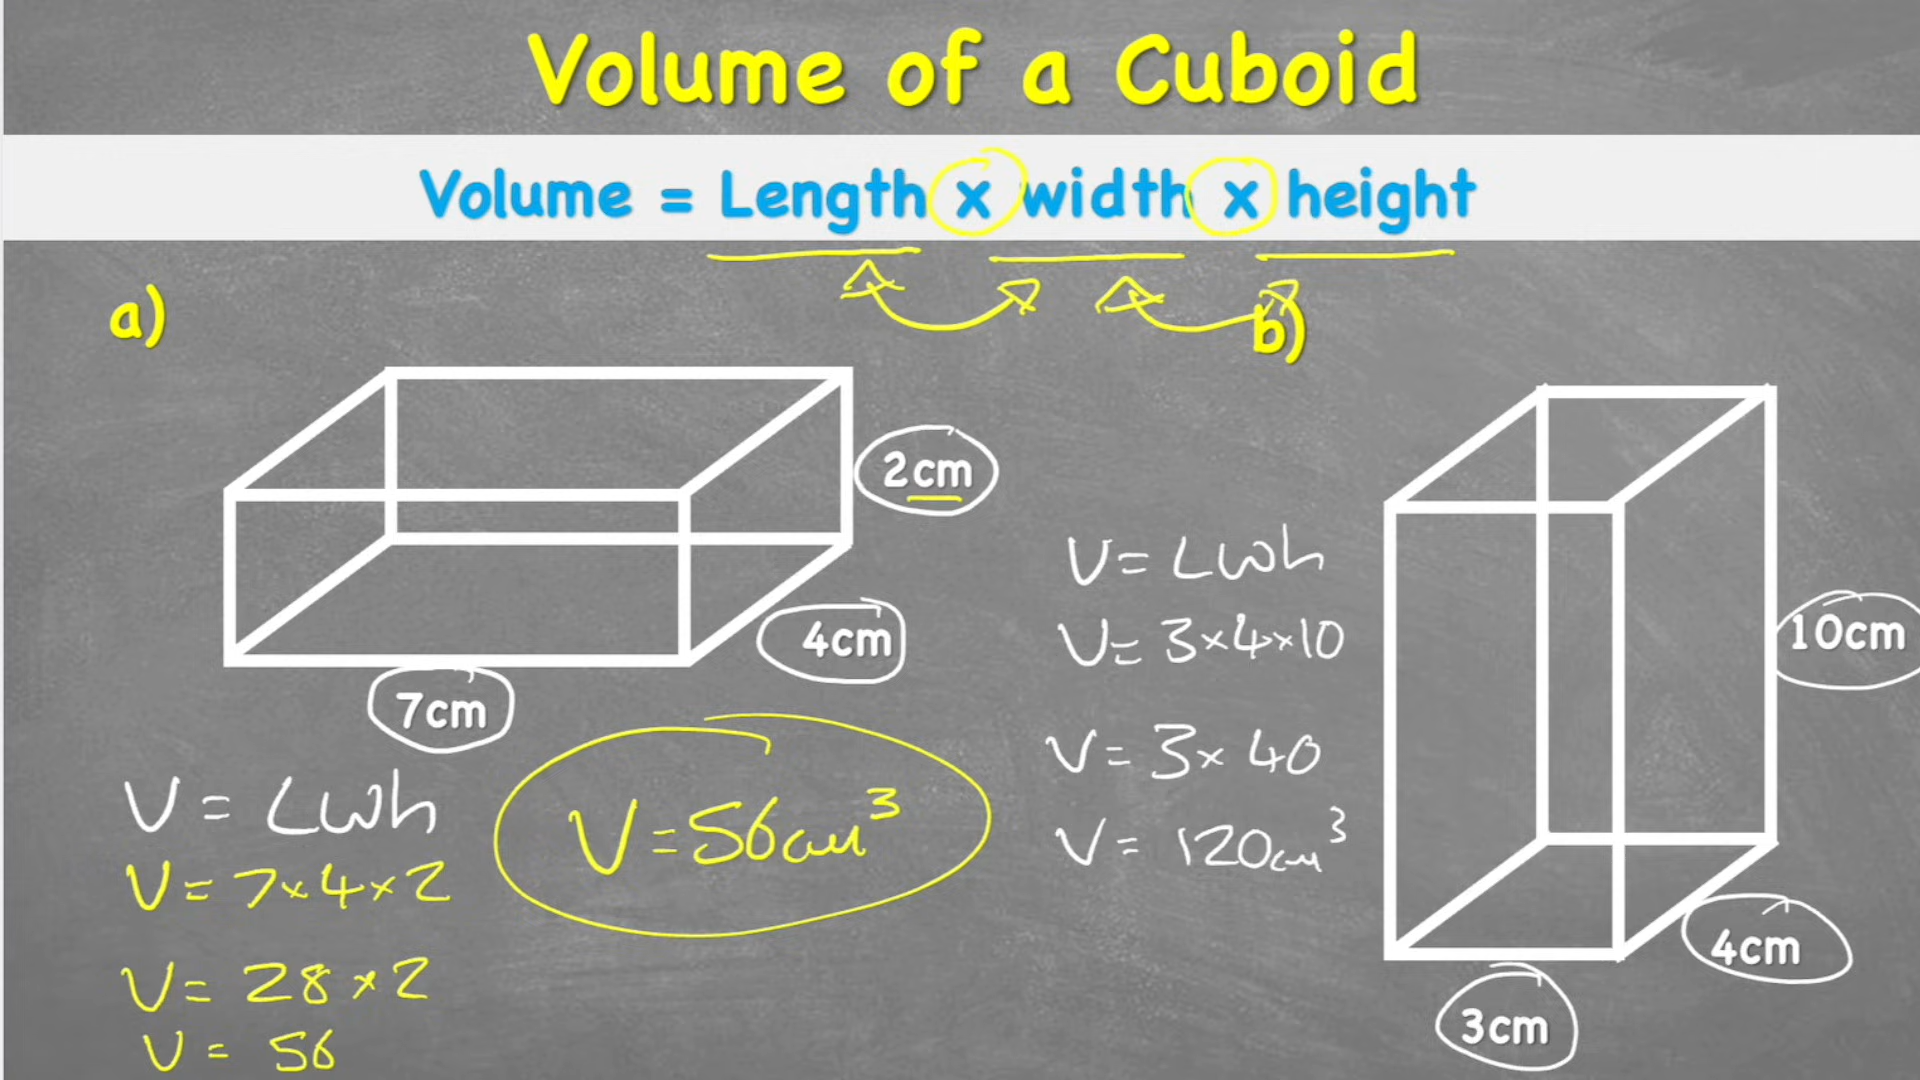 Volume of a Cuboid
Volume = Length x width x height
a)
2cm
4cm
7cm
V = Lwh
V = 7×4×2
V = 28×2
V = 56
V = 56cm³
b)
V = Lwh
V = 3×4×10
V = 3×40
V = 120cm³
10cm
4cm
3cm